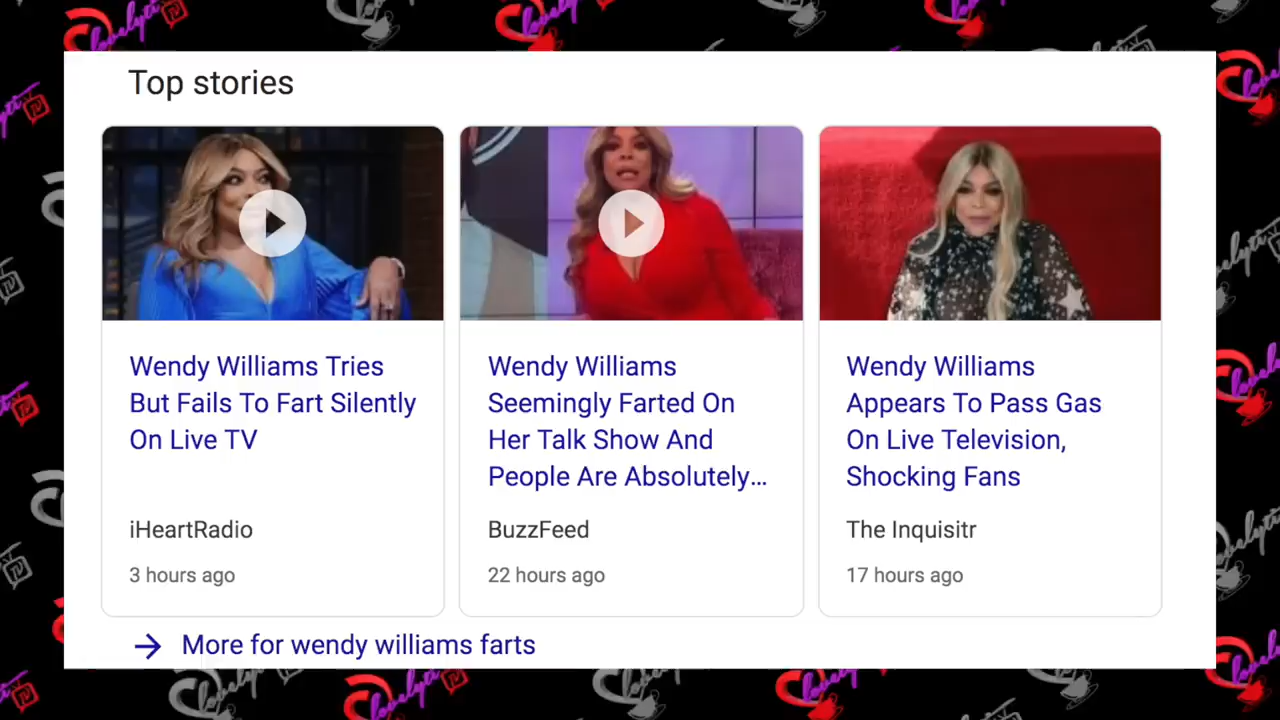 Top stories
Wendy Williams Tries
But Fails To Fart Silently
On Live TV
iHeartRadio
3 hours ago
Wendy Williams
Seemingly Farted On
Her Talk Show And
People Are Absolutely...
BuzzFeed
22 hours ago
Wendy Williams
Appears To Pass Gas
On Live Television,
Shocking Fans
The Inquisitr
17 hours ago
More for wendy williams farts